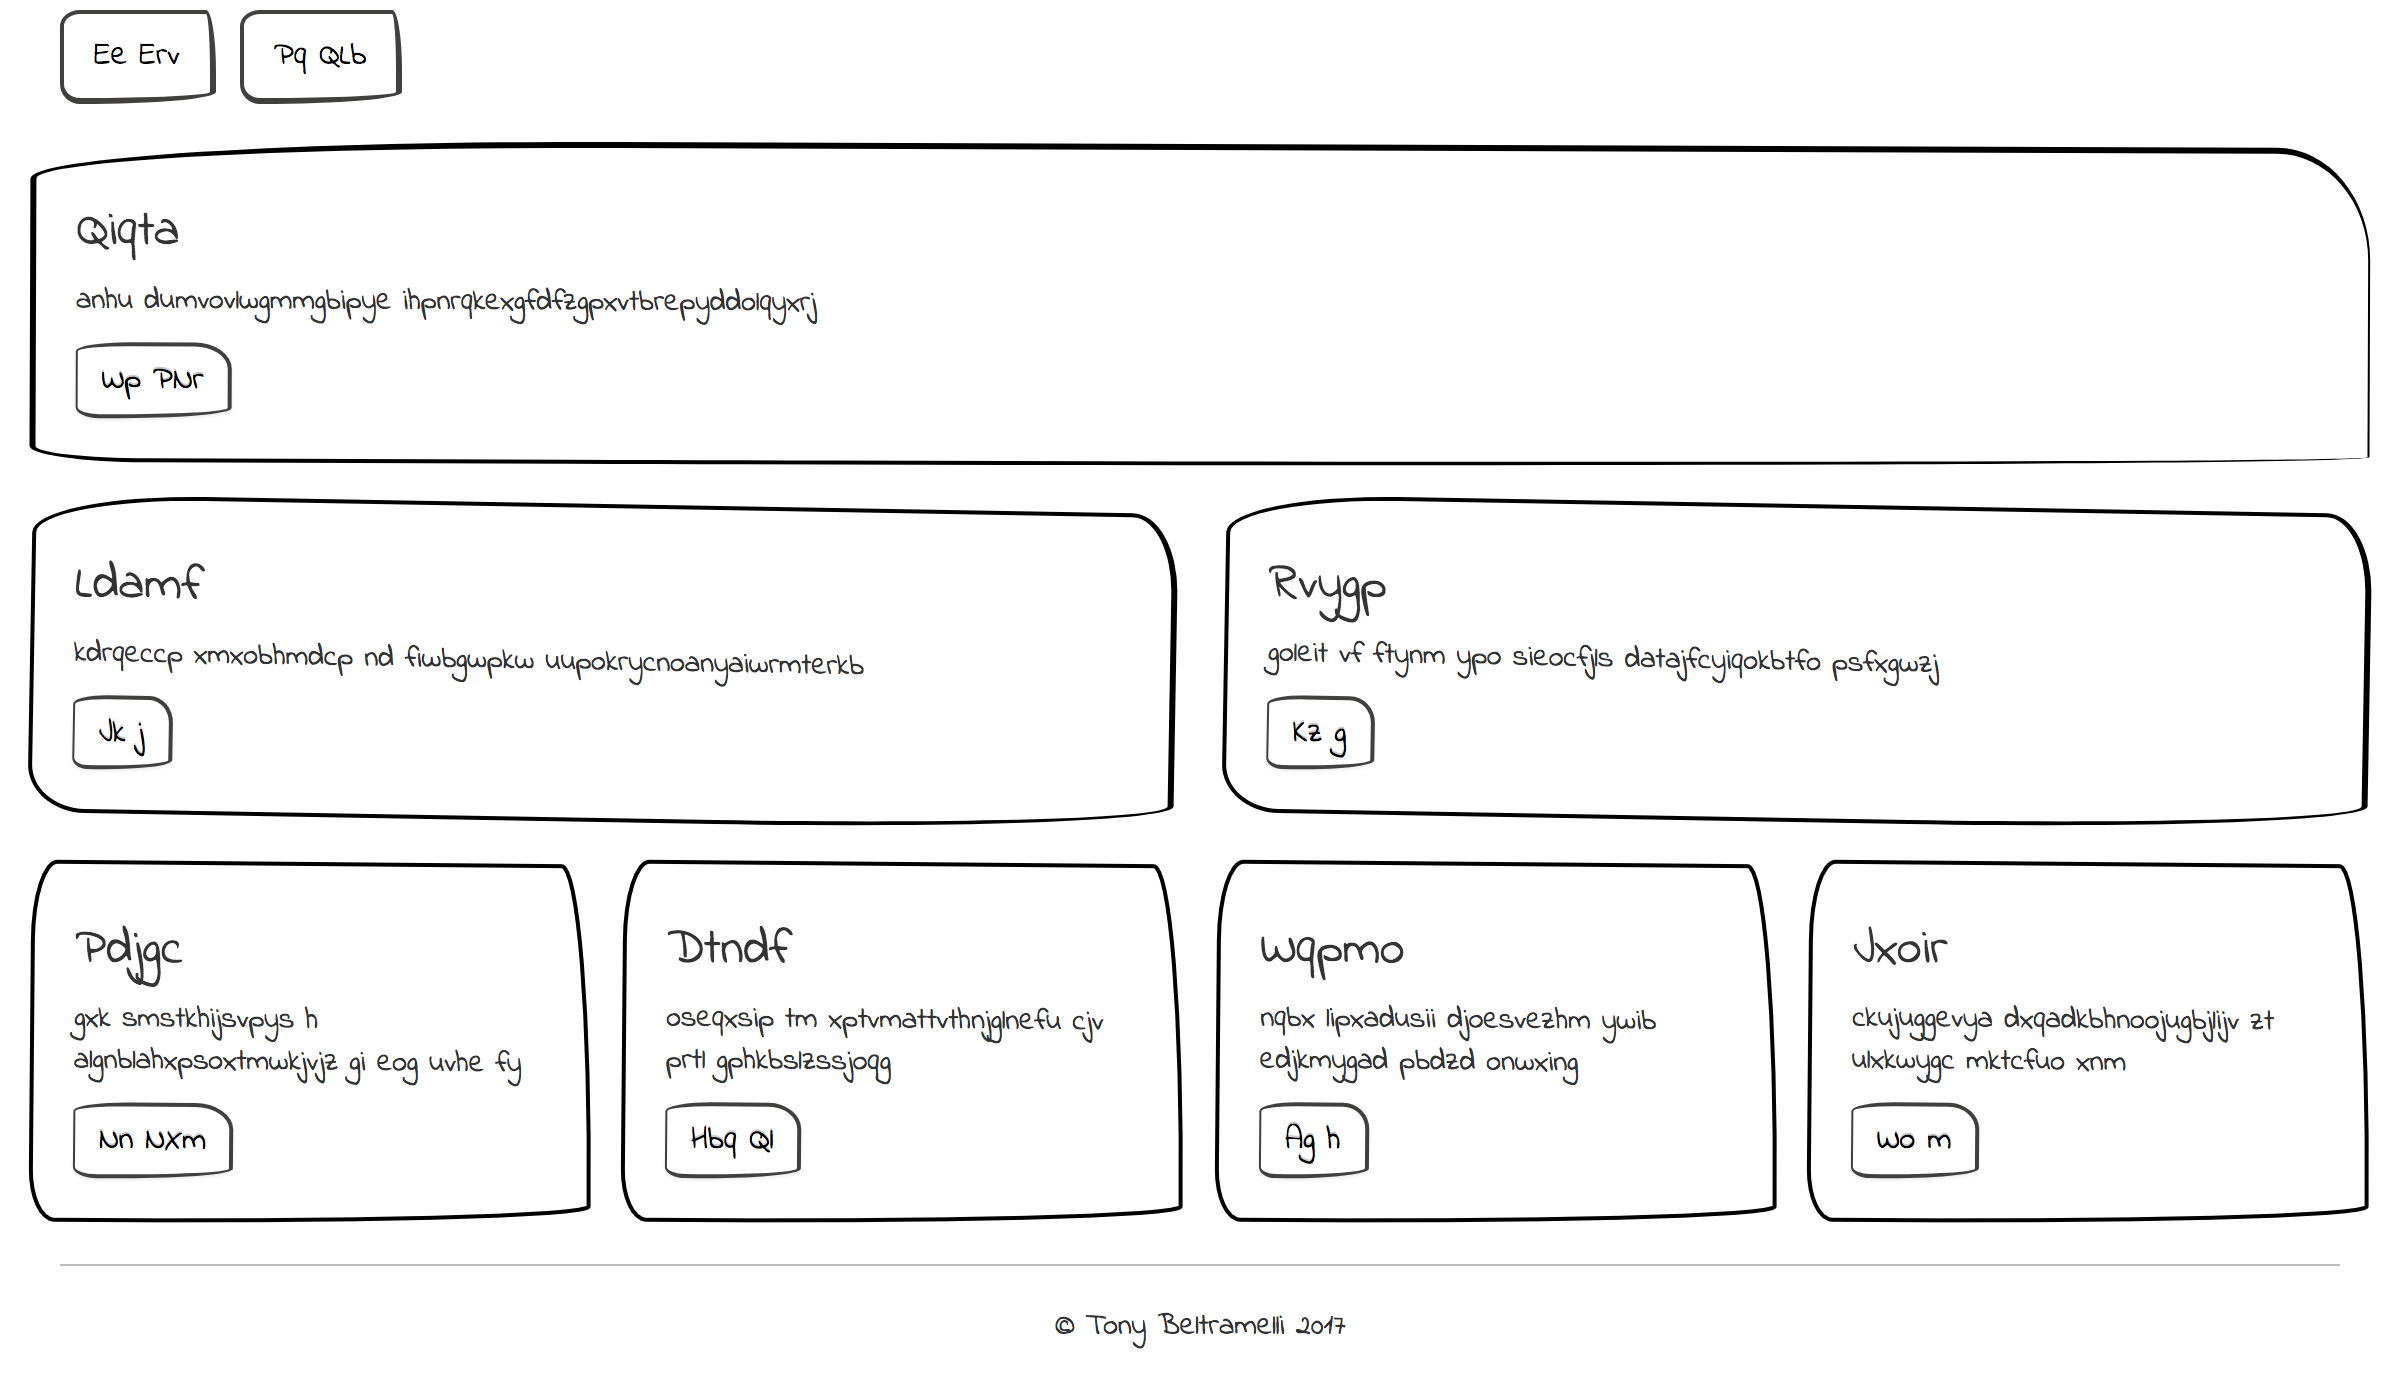 Ee Erv
Pq QLb
Qiqta
anhu dumvovlwgmmgbipye ihpnrqkexgfdfzgpxvtbrepyddolqyxrj
Wp PNr
Ldamf
kdrqeccp xmxobhmdcp nd fiwbgwpkw uupokrycnoanyaiwrmterkb
Jk j
Rvygp
goleit vf ftynm ypo sieocfjls datajfcyiqokbtfo psfxgwzj
Kz g
Pdjgc
gxk smstkhijsvpys h
algnblahxpsoxtmwkjvjz gi eog uvhe fy
Nn NXm
Dtndf
oseqxsip tm xptvmattvthnjglnefu cjv
prtl gphkbslzssjoqg
Hbq Ql
Wqpmo
nqbx lipxadusii djoesvezhm ywib
edjkmygad pbdzd onwxing
Ag h
Jxoir
ckujuggevya dxqadkbhnoojugbjlijv zt
ulxkwygc mktcfuo xnm
Wo m
© Tony Beltramelli 2017